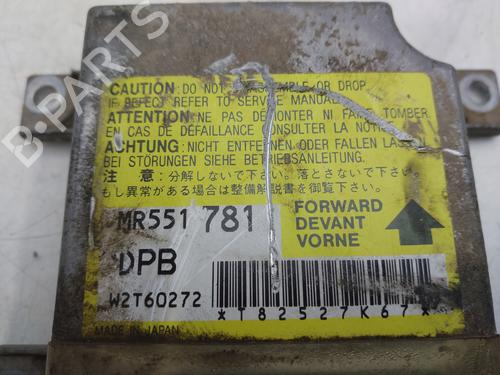 CAUTION: DO NOT DISASSEMBLE OR DROP.
IF DEFECT REFER TO SERVICE MANUAL.
ATTENTION: NE PAS DEMONTER NI FAIRE TOMBER
EN CAS DE DÉFAILLANCE CONSULTER LA NOTICE
ACHTUNG: NICHT ENTFERNEN ODER FALLEN LASSEN
BEI STÖRUNGEN SIEHE BETRIEBSANLEITUNG.
注意:分解しないで下さい。落とさないで下さい。
もし異常がある場合は整備解説書を御覧下さい。
MR551 781
FORWARD
DEVANT
VORNE
DPB
W2T60272
*T82527K67*
MADE IN JAPAN
B-PARTS